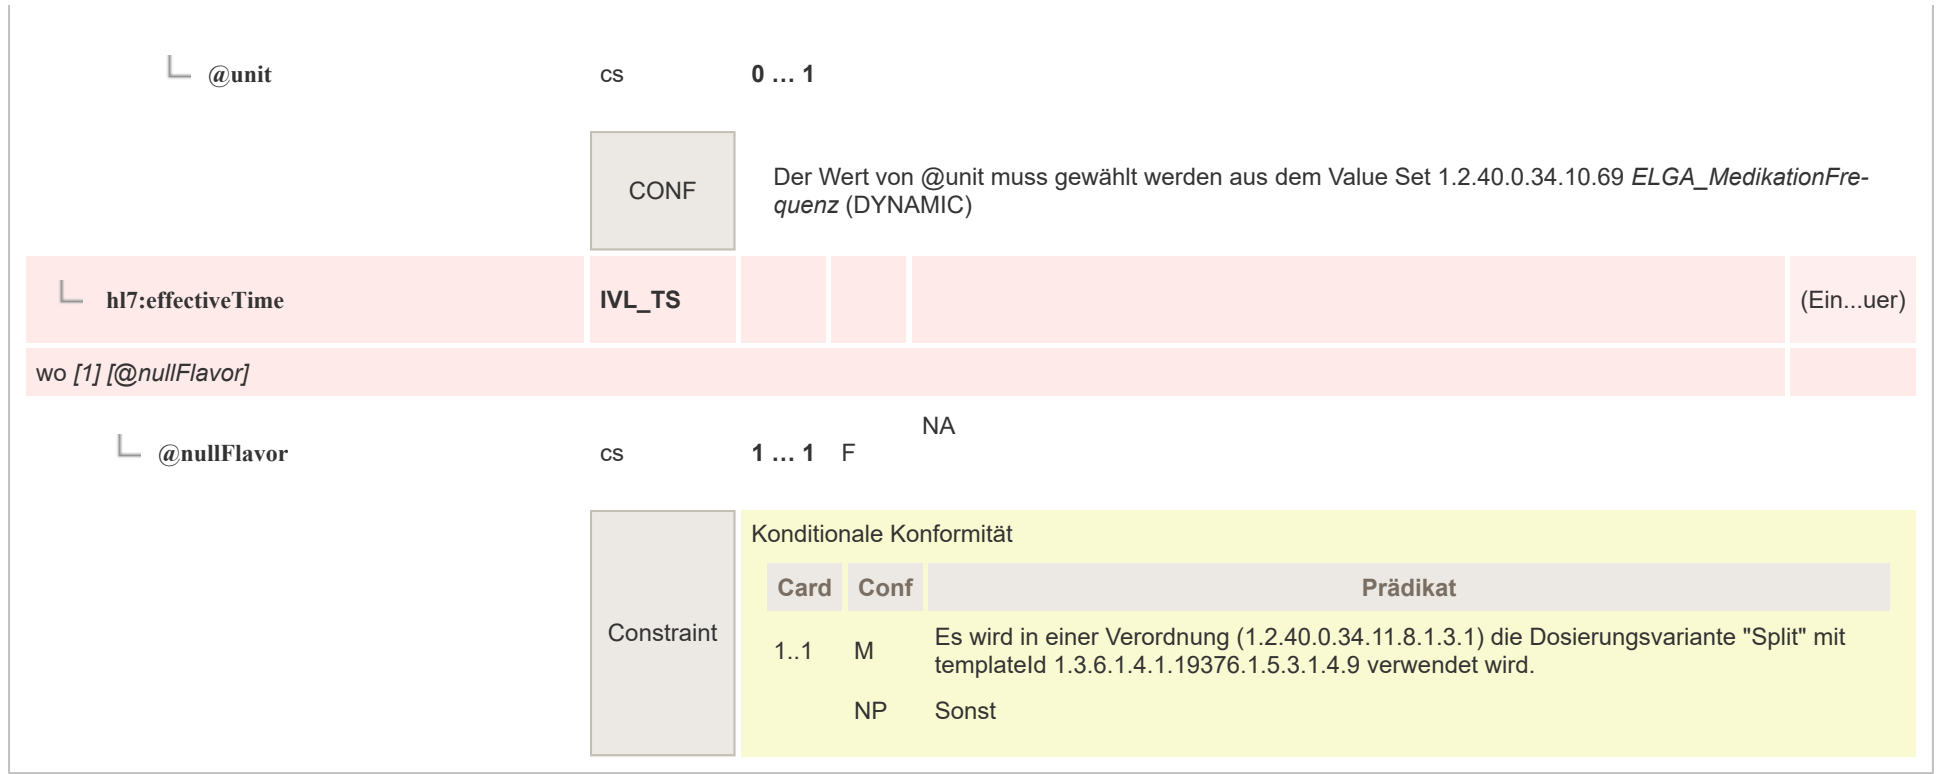 @unit cs 0 … 1
CONF Der Wert von @unit muss gewählt werden aus dem Value Set 1.2.40.0.34.10.69 ELGA_MedikationFre-
quenz (DYNAMIC)
hl7:effectiveTime IVL_TS (Ein...uer)
wo [1] [@nullFlavor]
NA
@nullFlavor cs 1 … 1 F
Konditionale Konformität
Card Conf Prädikat
Constraint
1..1 M Es wird in einer Verordnung (1.2.40.0.34.11.8.1.3.1) die Dosierungsvariante "Split" mit
templateId 1.3.6.1.4.1.19376.1.5.3.1.4.9 verwendet wird.
NP Sonst